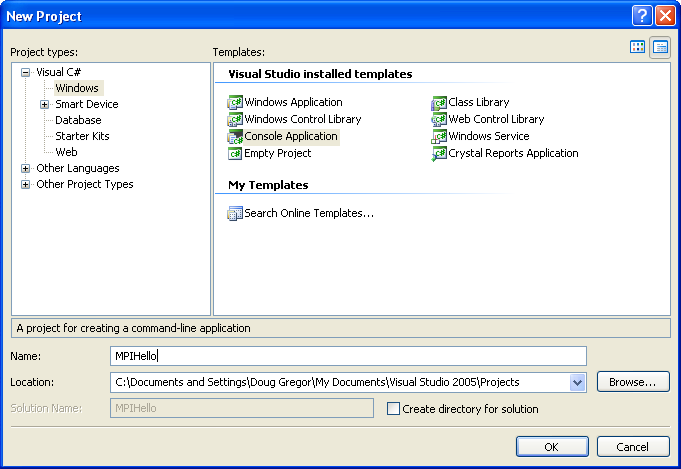 New Project
Project types:
Templates:
Visual C#
Windows
Smart Device
Database
Starter Kits
Web
Other Languages
Other Project Types
Visual Studio installed templates
Windows Application
Class Library
Windows Control Library
Web Control Library
Console Application
Windows Service
Empty Project
Crystal Reports Application
My Templates
Search Online Templates...
A project for creating a command-line application
Name:
MPIHello
Location:
C:\Documents and Settings\Doug Gregor\My Documents\Visual Studio 2005\Projects
Browse...
Solution Name:
MPIHello
Create directory for solution
OK
Cancel